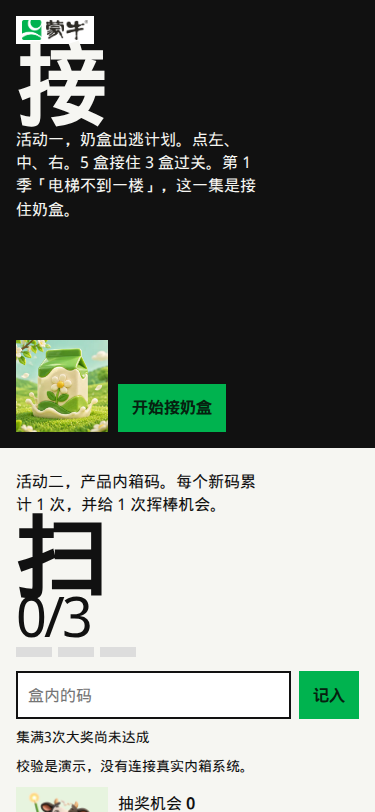 蒙牛
接
活动一，奶盒出逃计划。点左、
中、右。5 盒接住 3 盒过关。第 1
季「电梯不到一楼」，这一集是接
住奶盒。
开始接奶盒
活动二，产品内箱码。每个新码累
计 1 次，并给 1 次挥棒机会。
扫
0/3
盒内的码
记入
集满3次大奖尚未达成
校验是演示，没有连接真实内箱系统。
抽奖机会 0